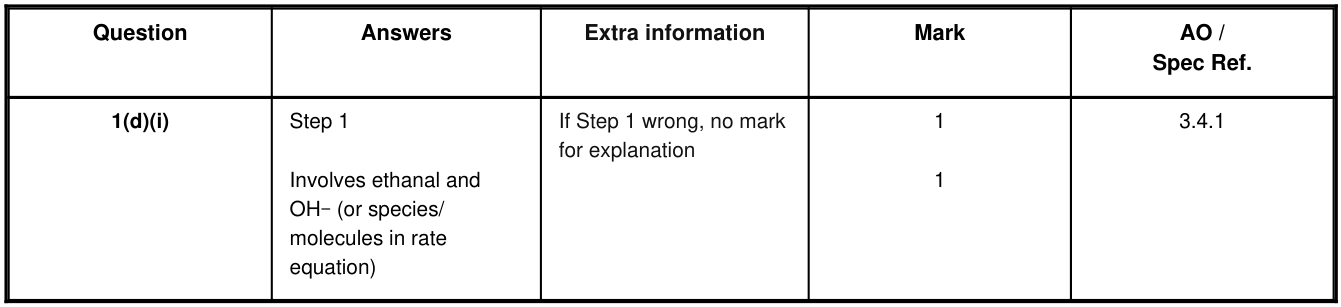 Question Answers Extra information Mark AO /
Spec Ref.
1(d)(i) Step 1 If Step 1 wrong, no mark 1 3.4.1
for explanation
Involves ethanal and 1
OH− (or species/
molecules in rate
equation)